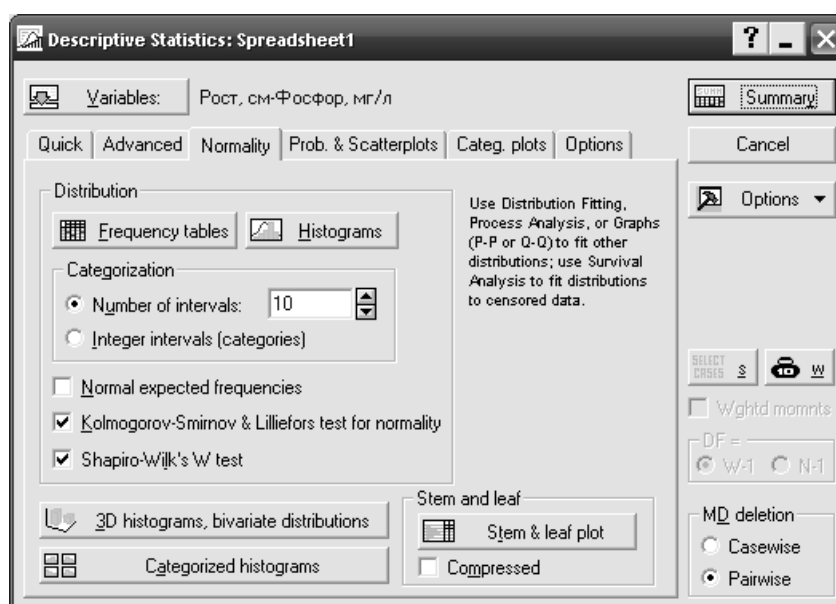 Descriptive Statistics: Spreadsheet1
?
Variables:
Рост, см-Фосфор, мг/л
Summary
Quick
Advanced
Normality
Prob. & Scatterplots
Categ. plots
Options
Cancel
Options
Distribution
Frequency tables
Histograms
Use Distribution Fitting,
Process Analysis, or Graphs
(P-P or Q-Q) to fit other
distributions; use Survival
Analysis to fit distributions
to censored data.
Categorization
Number of intervals:
10
Integer intervals (categories)
Normal expected frequencies
Kolmogorov-Smirnov & Lilliefors test for normality
Shapiro-Wilk's W test
SELECT
CASES
S
W
Wghtd momnts
DF =
W-1
N-1
3D histograms, bivariate distributions
Categorized histograms
Stem and leaf
Stem & leaf plot
Compressed
MD deletion
Casewise
Pairwise